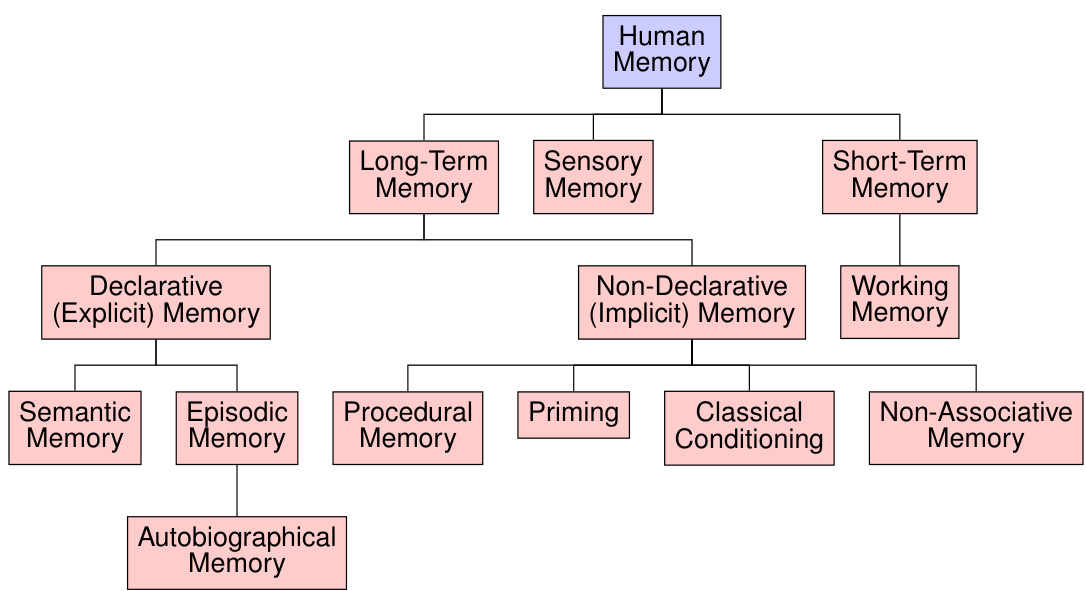 Human
Memory
Long-Term
Memory
Sensory
Memory
Short-Term
Memory
Declarative
(Explicit) Memory
Non-Declarative
(Implicit) Memory
Working
Memory
Semantic
Memory
Episodic
Memory
Procedural
Memory
Priming
Classical
Conditioning
Non-Associative
Memory
Autobiographical
Memory